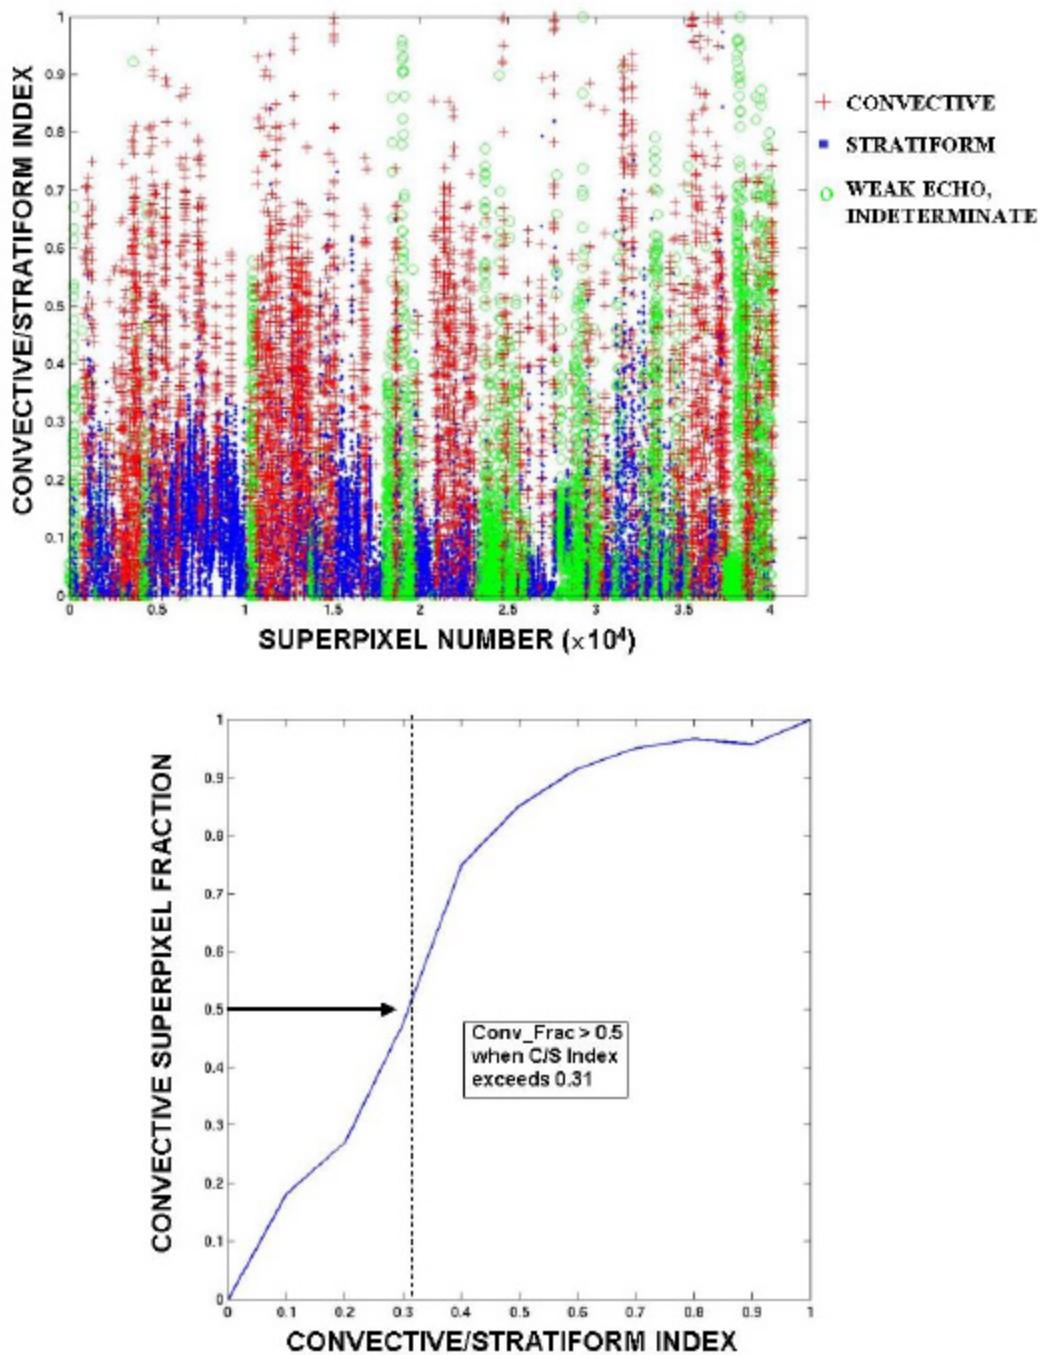 1
0.9
0.8
0.7
0.6
0.5
0.4
0.3
0.2
0.1
0
CONVECTIVE/STRATIFORM INDEX
CONVECTIVE
STRATIFORM
WEAK ECHO,
INDETERMINATE
0 0.5 1 1.5 2 2.5 3 3.5 4
SUPERPIXEL NUMBER (×10⁴)
1
0.9
0.8
0.7
0.6
0.5
0.4
0.3
0.2
0.1
0
CONVECTIVE SUPERPIXEL FRACTION
Conv_Frac > 0.5
when C/S Index
exceeds 0.31
0 0.1 0.2 0.3 0.4 0.5 0.6 0.7 0.8 0.9 1
CONVECTIVE/STRATIFORM INDEX